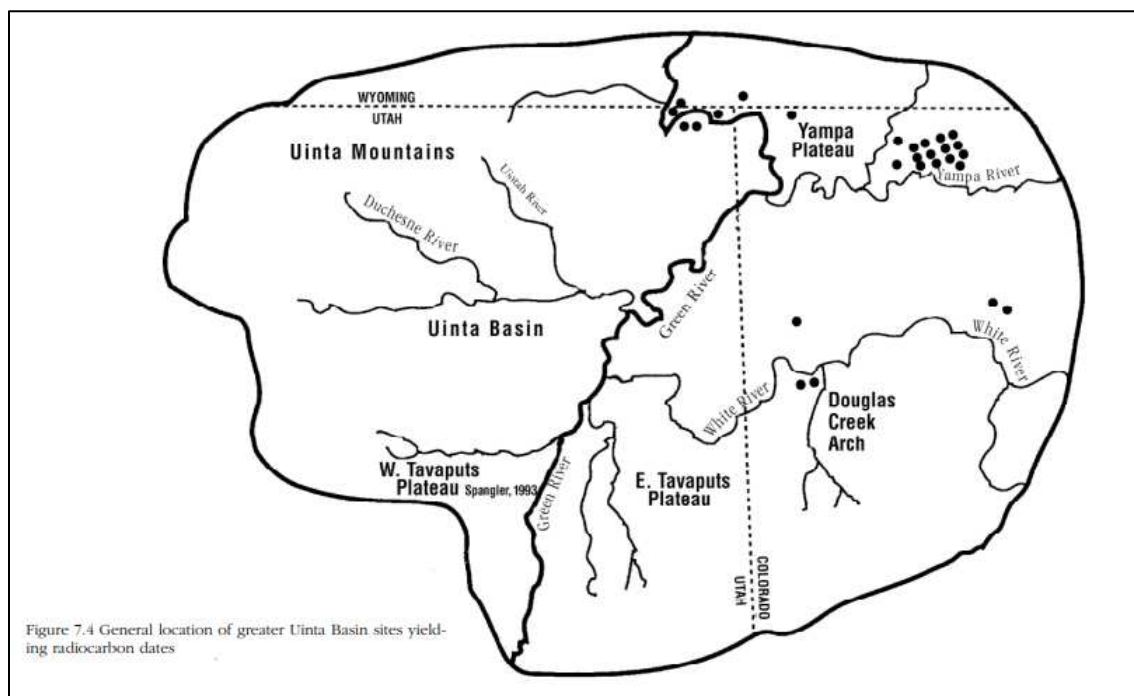 WYOMING
UTAH
Uinta Mountains
Yampa
Plateau
Yampa River
Uintah River
Duchesne River
Green River
Uinta Basin
White River
White River
Douglas
Creek
Arch
W. Tavaputs
Plateau Spangler, 1993
Green River
E. Tavaputs
Plateau
UTAH
COLORADO
Figure 7.4 General location of greater Uinta Basin sites yield-
ing radiocarbon dates